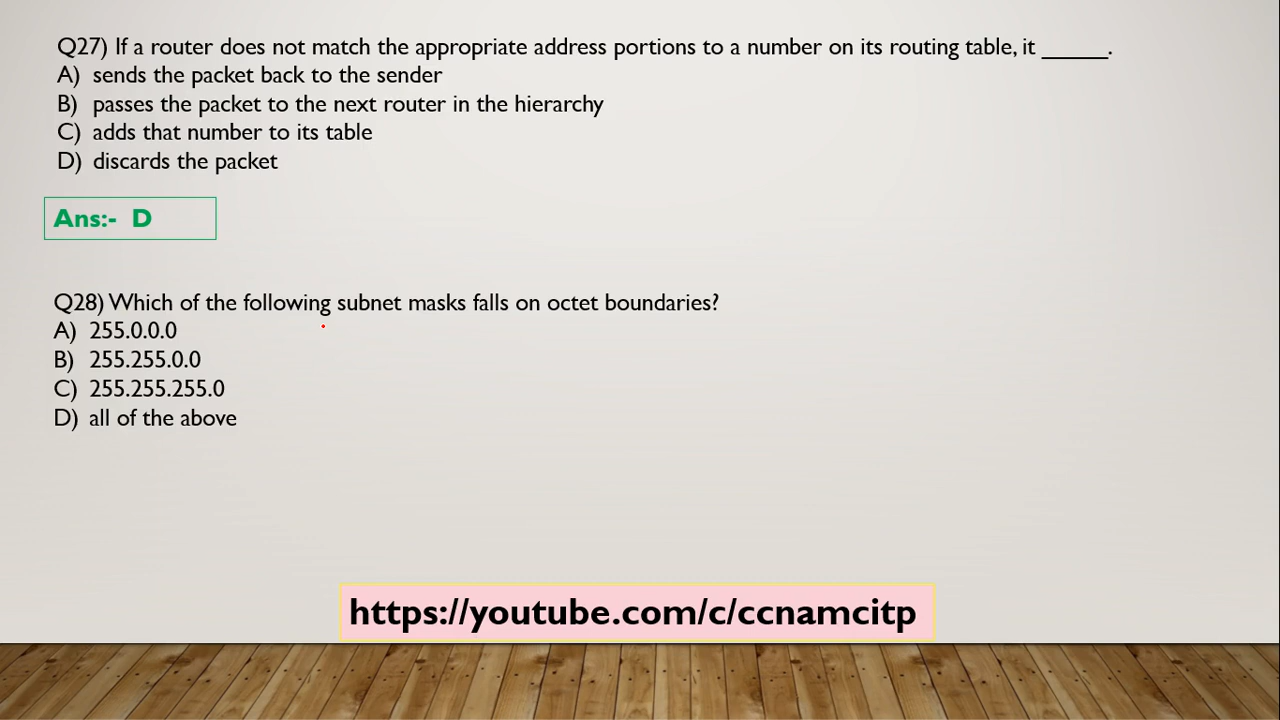 Q27) If a router does not match the appropriate address portions to a number on its routing table, it _____.
A) sends the packet back to the sender
B) passes the packet to the next router in the hierarchy
C) adds that number to its table
D) discards the packet
Ans:- D
Q28) Which of the following subnet masks falls on octet boundaries?
A) 255.0.0.0
B) 255.255.0.0
C) 255.255.255.0
D) all of the above
https://youtube.com/c/ccnamcitp